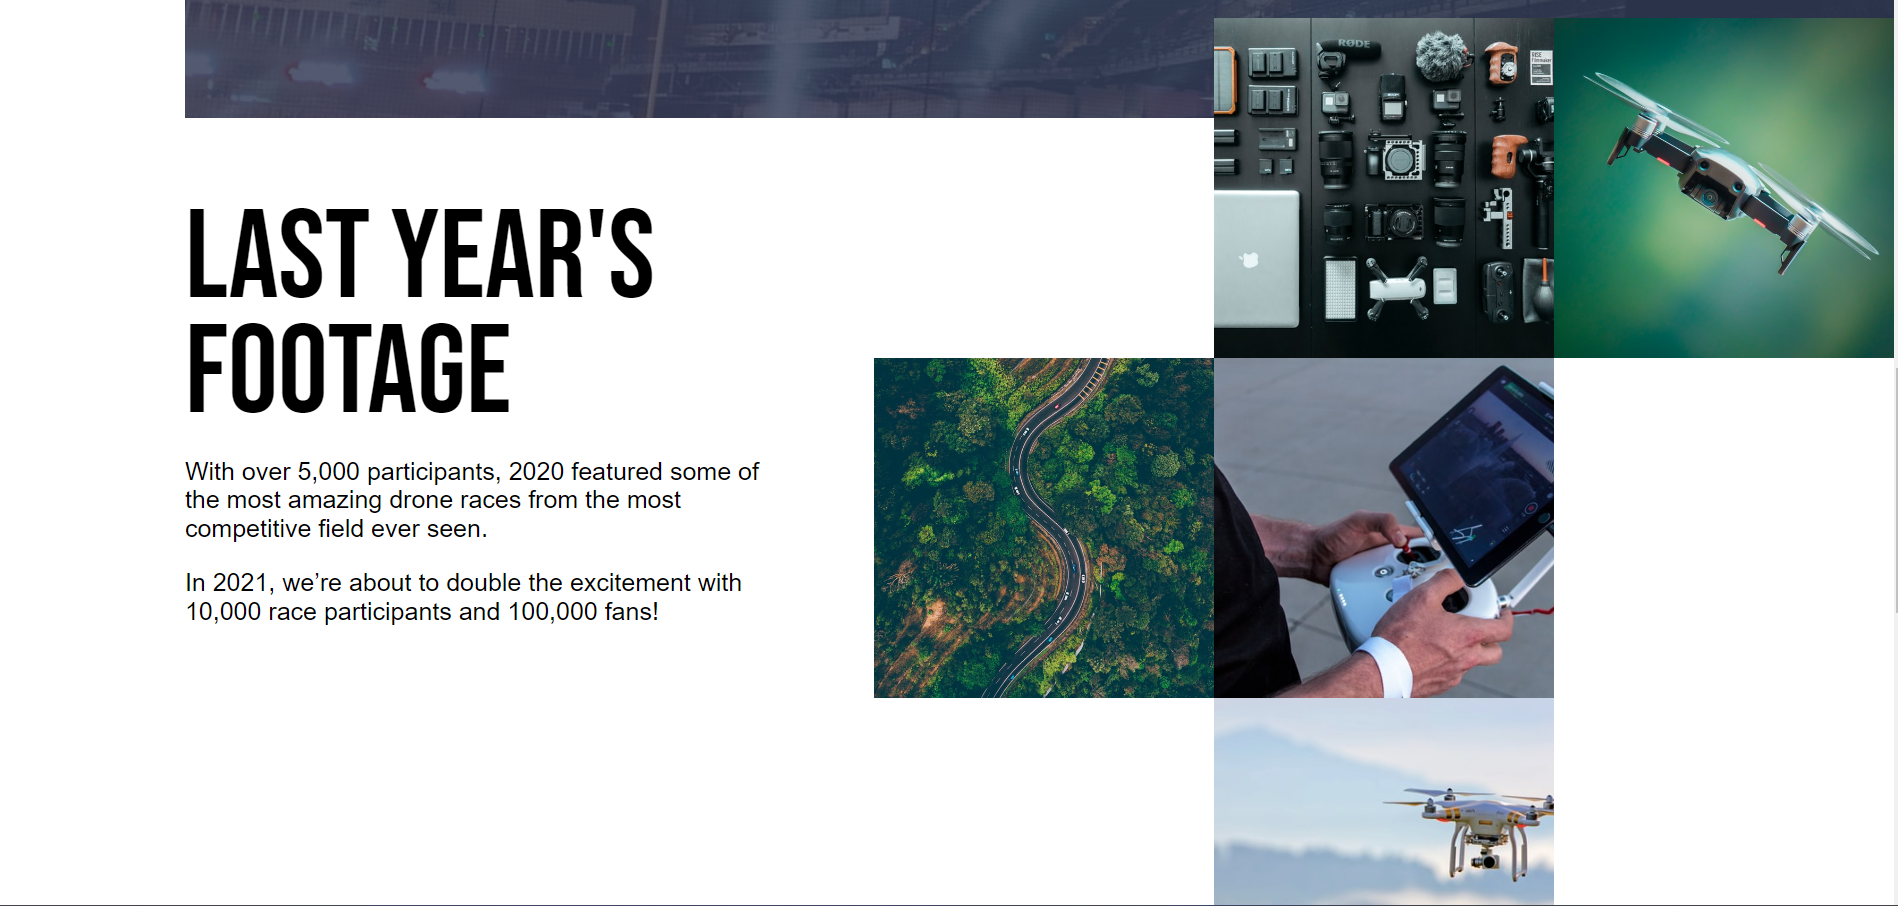 RØDE
LAST YEAR'S
FOOTAGE
With over 5,000 participants, 2020 featured some of
the most amazing drone races from the most
competitive field ever seen.
In 2021, we’re about to double the excitement with
10,000 race participants and 100,000 fans!